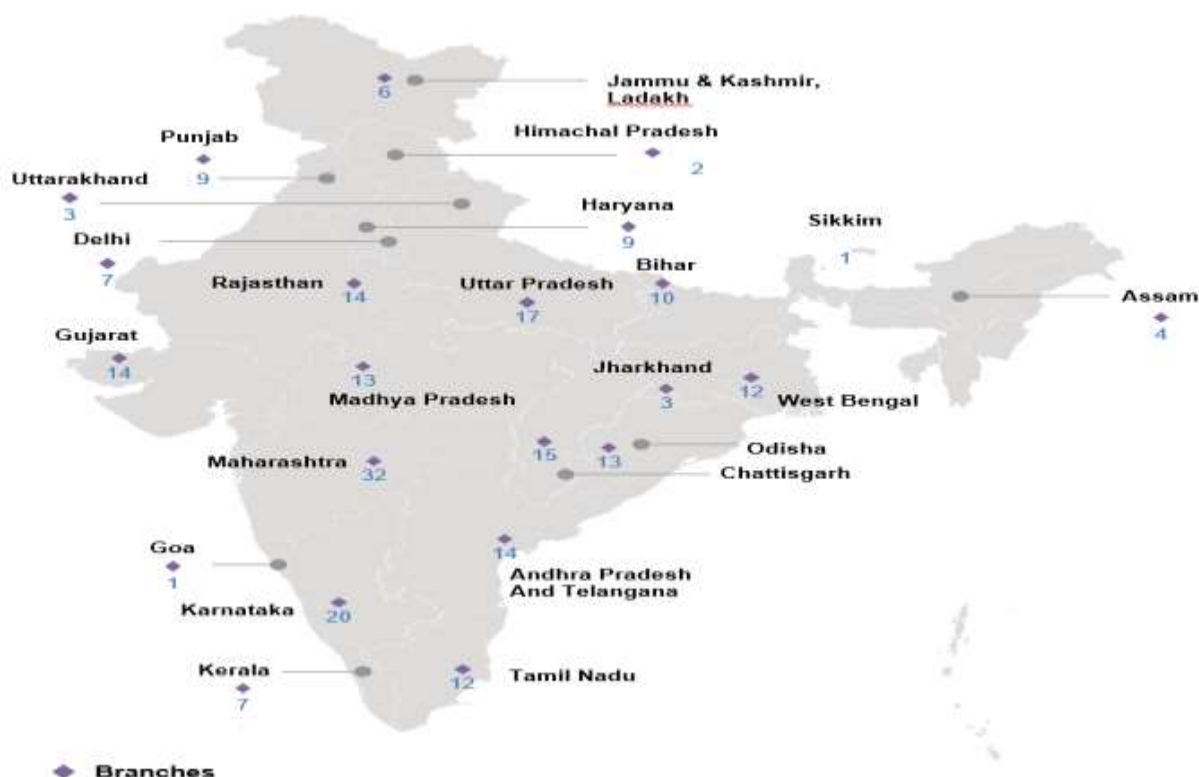 6
Jammu & Kashmir,
Ladakh
Himachal Pradesh
2
Punjab
9
Uttarakhand
3
Haryana
9
Sikkim
1
Delhi
7
Bihar
10
Rajasthan
14
Uttar Pradesh
17
Assam
4
Gujarat
14
13
Madhya Pradesh
Jharkhand
3
12
West Bengal
15
13
Odisha
Chattisgarh
Maharashtra
32
Goa
1
14
Andhra Pradesh
And Telangana
Karnataka
20
Kerala
7
12
Tamil Nadu
Branches